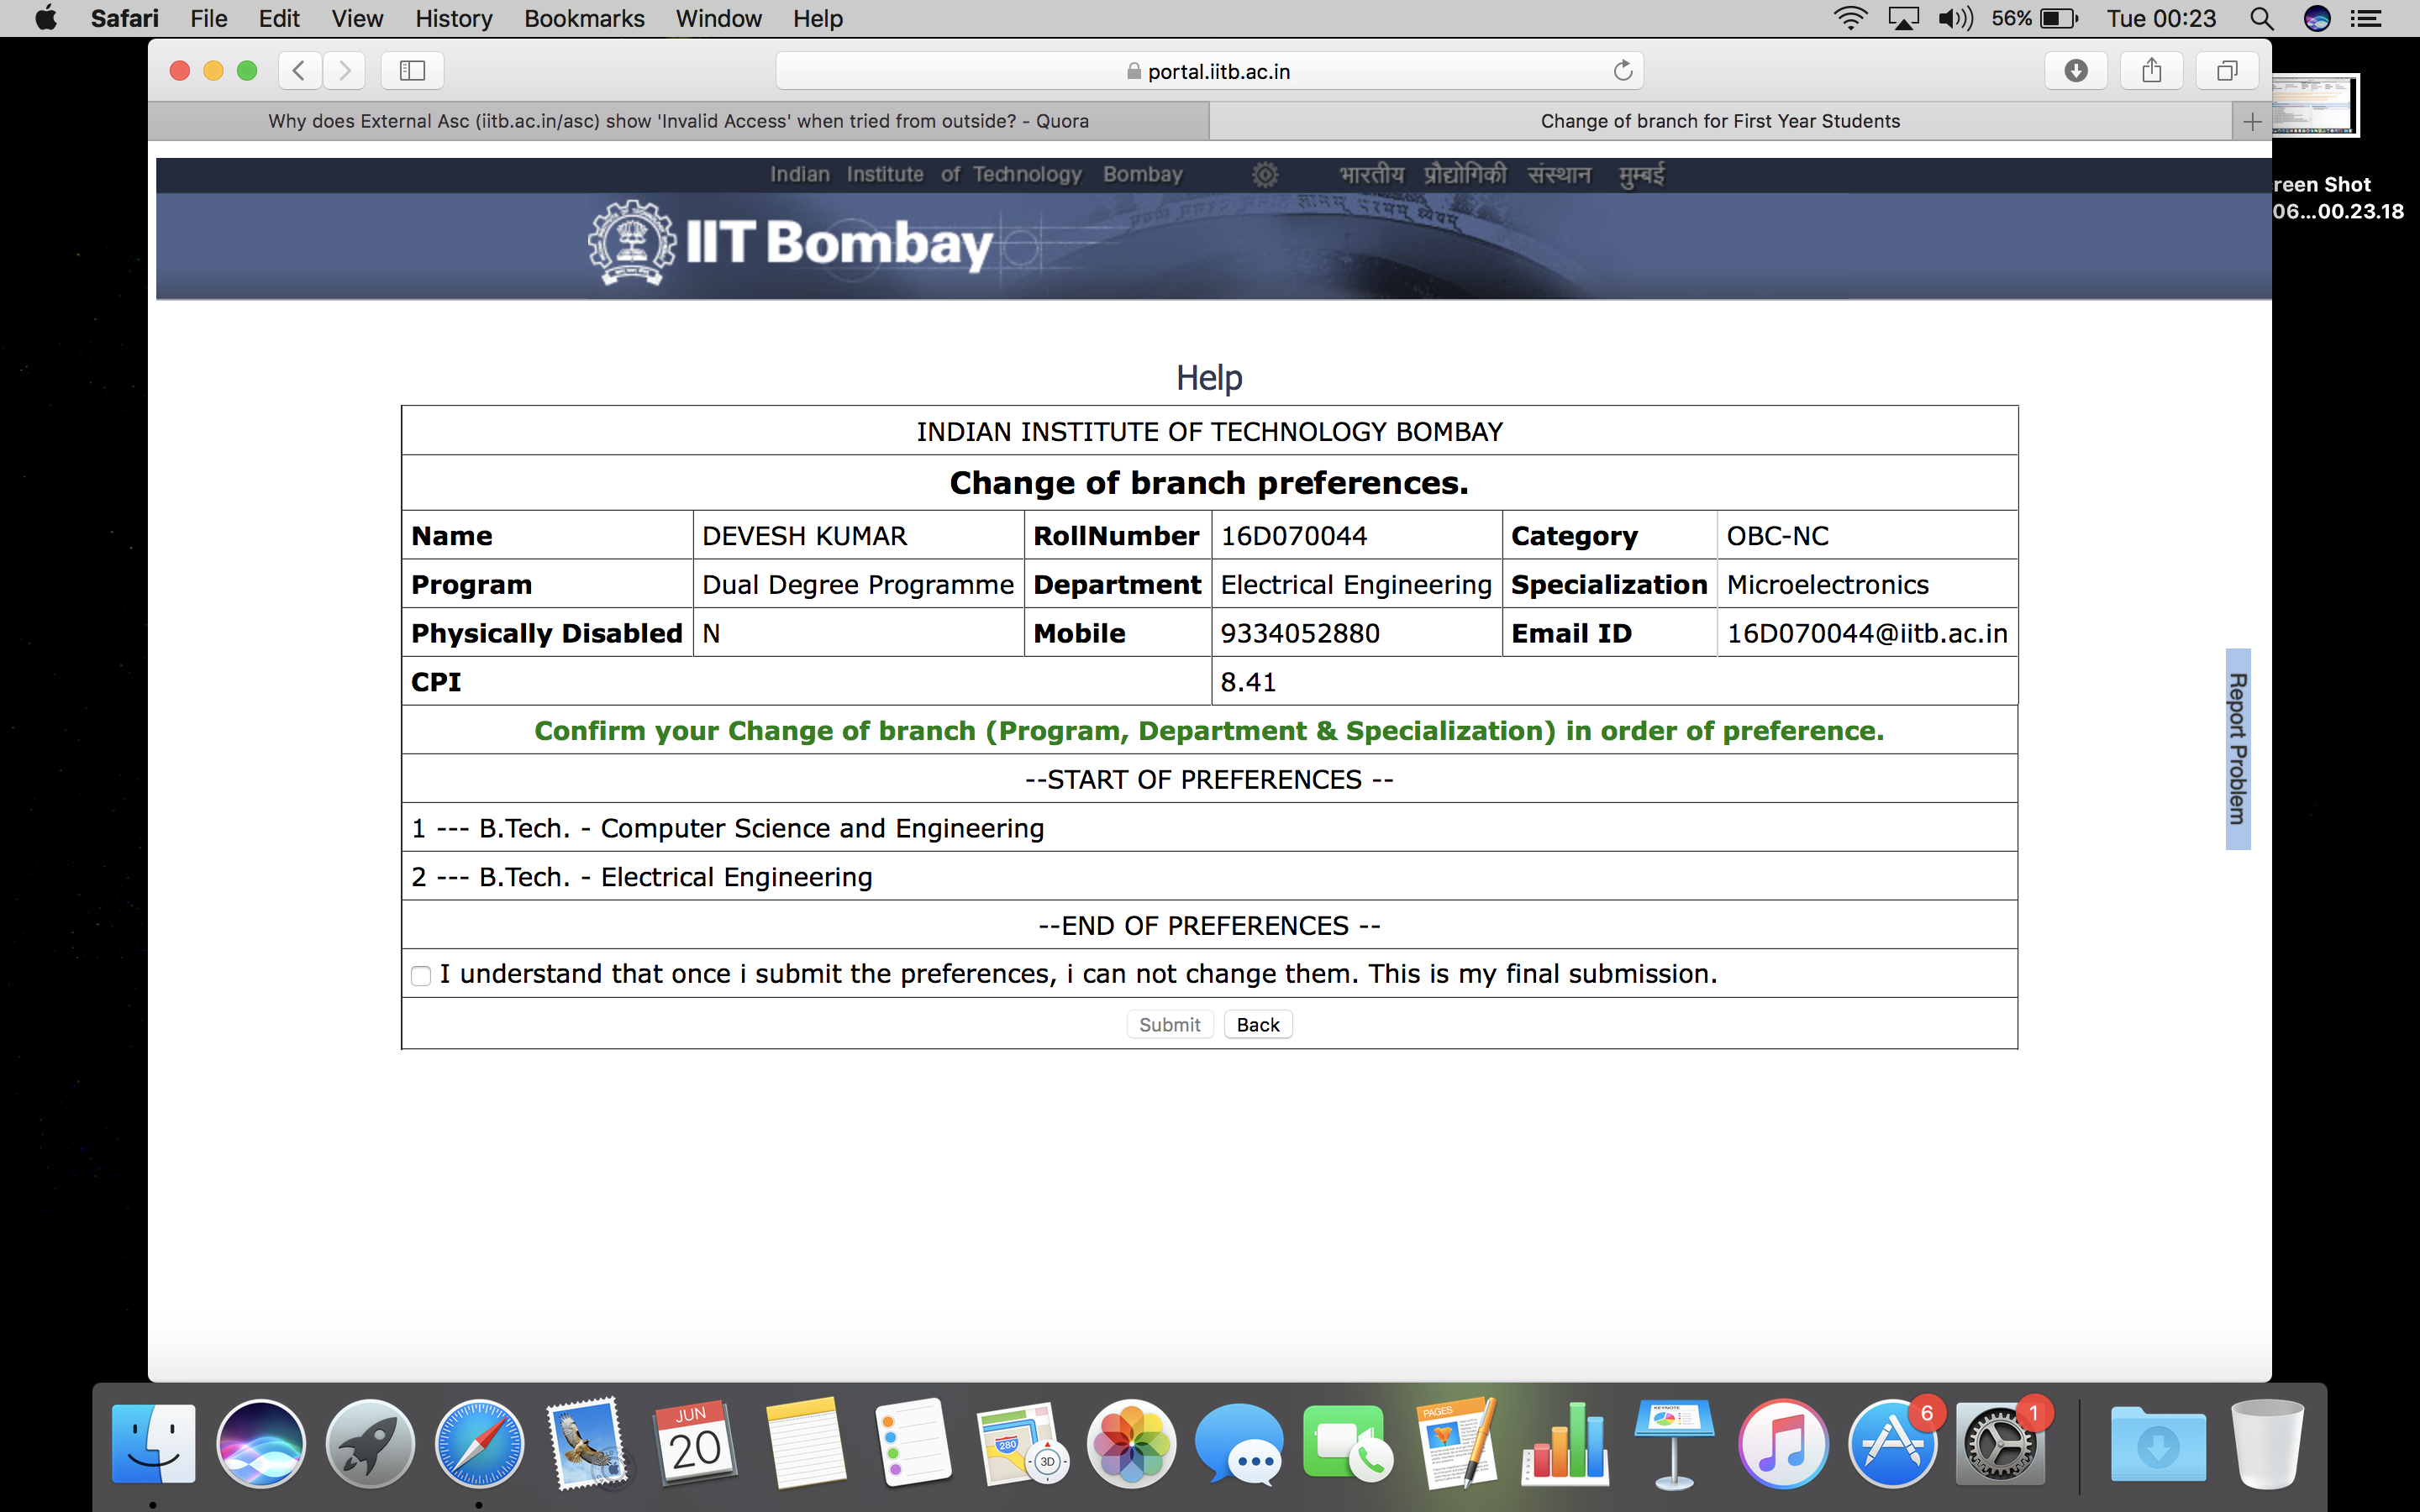 Safari File Edit View History Bookmarks Window Help 56% Tue 00:23
portal.iitb.ac.in
Why does External Asc (iitb.ac.in/asc) show 'Invalid Access' when tried from outside? - Quora Change of branch for First Year Students
reen Shot
06...00.23.18
Indian Institute of Technology Bombay भारतीय प्रौद्योगिकी संस्थान मुम्बई
IIT Bombay
Help
INDIAN INSTITUTE OF TECHNOLOGY BOMBAY
Change of branch preferences.
Name DEVESH KUMAR RollNumber 16D070044 Category OBC-NC
Program Dual Degree Programme Department Electrical Engineering Specialization Microelectronics
Physically Disabled N Mobile 9334052880 Email ID 16D070044@iitb.ac.in
CPI 8.41
Confirm your Change of branch (Program, Department & Specialization) in order of preference.
--START OF PREFERENCES --
1 --- B.Tech. - Computer Science and Engineering
2 --- B.Tech. - Electrical Engineering
--END OF PREFERENCES --
I understand that once i submit the preferences, i can not change them. This is my final submission.
Submit Back
Report Problem
JUN
20
280
3D
PAGES
KEYNOTE
6
1